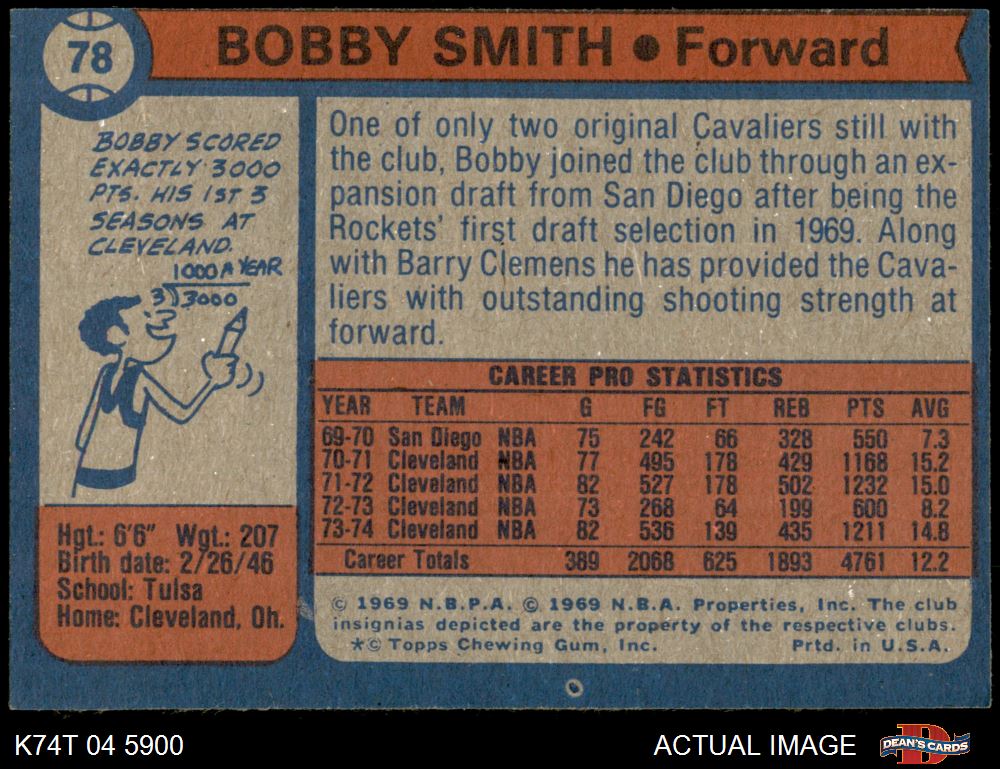 78
BOBBY SMITH ● Forward
BOBBY SCORED
EXACTLY 3000
PTS. HIS 1ST 3
SEASONS AT
CLEVELAND.
1000 A YEAR
3)3000
Hgt.: 6'6" Wgt.: 207
Birth date: 2/26/46
School: Tulsa
Home: Cleveland, Oh.
One of only two original Cavaliers still with
the club, Bobby joined the club through an ex-
pansion draft from San Diego after being the
Rockets' first draft selection in 1969. Along
with Barry Clemens he has provided the Cava-
liers with outstanding shooting strength at
forward.
CAREER PRO STATISTICS
YEAR TEAM G FG FT REB PTS AVG
69-70 San Diego NBA 75 242 66 328 550 7.3
70-71 Cleveland NBA 77 495 178 429 1168 15.2
71-72 Cleveland NBA 82 527 178 502 1232 15.0
72-73 Cleveland NBA 73 268 64 199 600 8.2
73-74 Cleveland NBA 82 536 139 435 1211 14.8
Career Totals 389 2068 625 1893 4761 12.2
© 1969 N.B.P.A. © 1969 N.B.A. Properties, Inc. The club
insignias depicted are the property of the respective clubs.
*© Topps Chewing Gum, Inc. Prtd. in U.S.A.
K74T 04 5900
ACTUAL IMAGE
DEAN'S CARDS